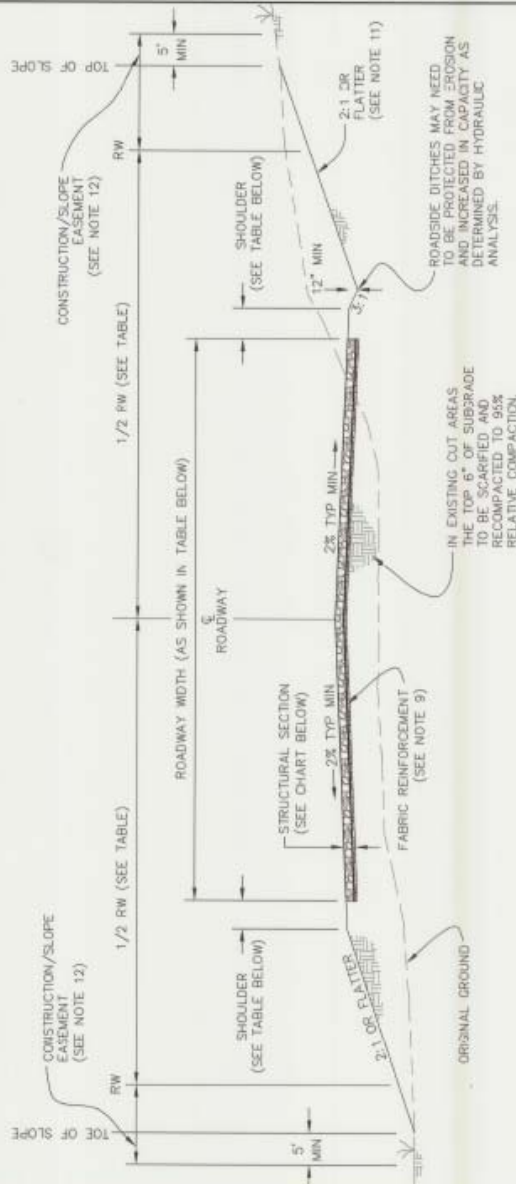 CONSTRUCTION/SLOPE
EASEMENT
(SEE NOTE 12)
CONSTRUCTION/SLOPE
EASEMENT
(SEE NOTE 12)
TOE OF SLOPE
TOP OF SLOPE
5'
MIN
RW
1/2 RW (SEE TABLE)
1/2 RW (SEE TABLE)
RW
5'
MIN
ROADWAY WIDTH (AS SHOWN IN TABLE BELOW)
SHOULDER
(SEE TABLE BELOW)
℄
ROADWAY
SHOULDER
(SEE TABLE BELOW)
STRUCTURAL SECTION
(SEE CHART BELOW)
2:1 OR FLATTER
2% TYP MIN
2% TYP MIN
12" MIN
3:1
2:1 OR
FLATTER
(SEE NOTE 11)
ORIGINAL GROUND
FABRIC REINFORCEMENT
(SEE NOTE 9)
IN EXISTING CUT AREAS
THE TOP 6" OF SUBGRADE
TO BE SCARIFIED AND
RECOMPACTED TO 95%
RELATIVE COMPACTION.
ROADSIDE DITCHES MAY NEED
TO BE PROTECTED FROM EROSION
AND INCREASED IN CAPACITY AS
DETERMINED BY HYDRAULIC
ANALYSIS.